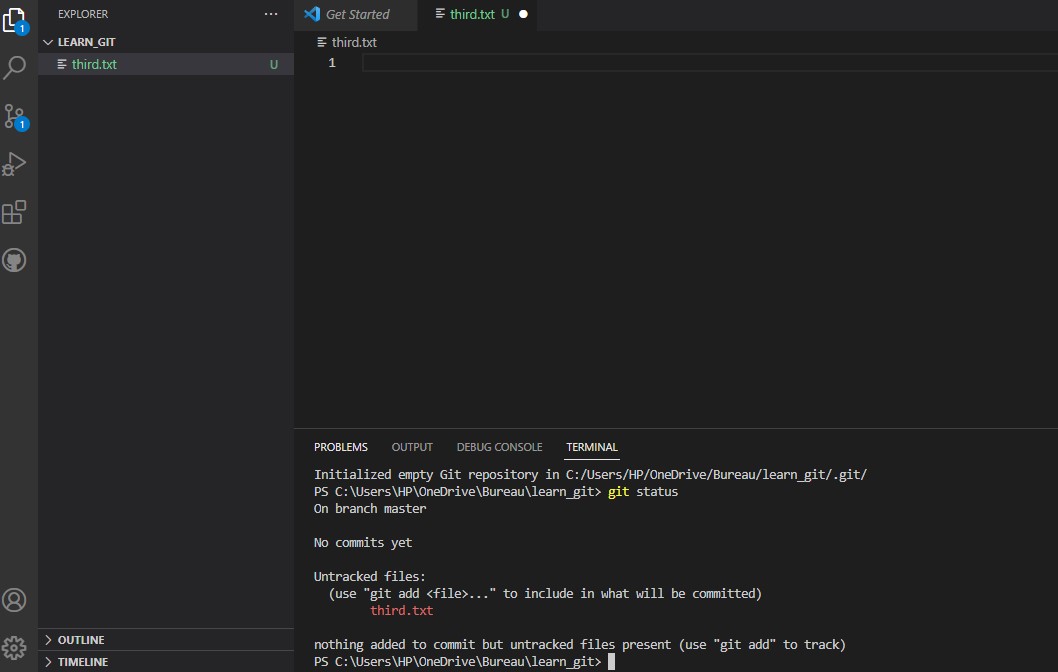 EXPLORER
LEARN_GIT
third.txt U
1
1
OUTLINE
TIMELINE
Get Started
third.txt U
third.txt
1
PROBLEMS OUTPUT DEBUG CONSOLE TERMINAL
Initialized empty Git repository in C:/Users/HP/OneDrive/Bureau/learn_git/.git/
PS C:\Users\HP\OneDrive\Bureau\learn_git> git status
On branch master
No commits yet
Untracked files:
(use "git add <file>..." to include in what will be committed)
third.txt
nothing added to commit but untracked files present (use "git add" to track)
PS C:\Users\HP\OneDrive\Bureau\learn_git>